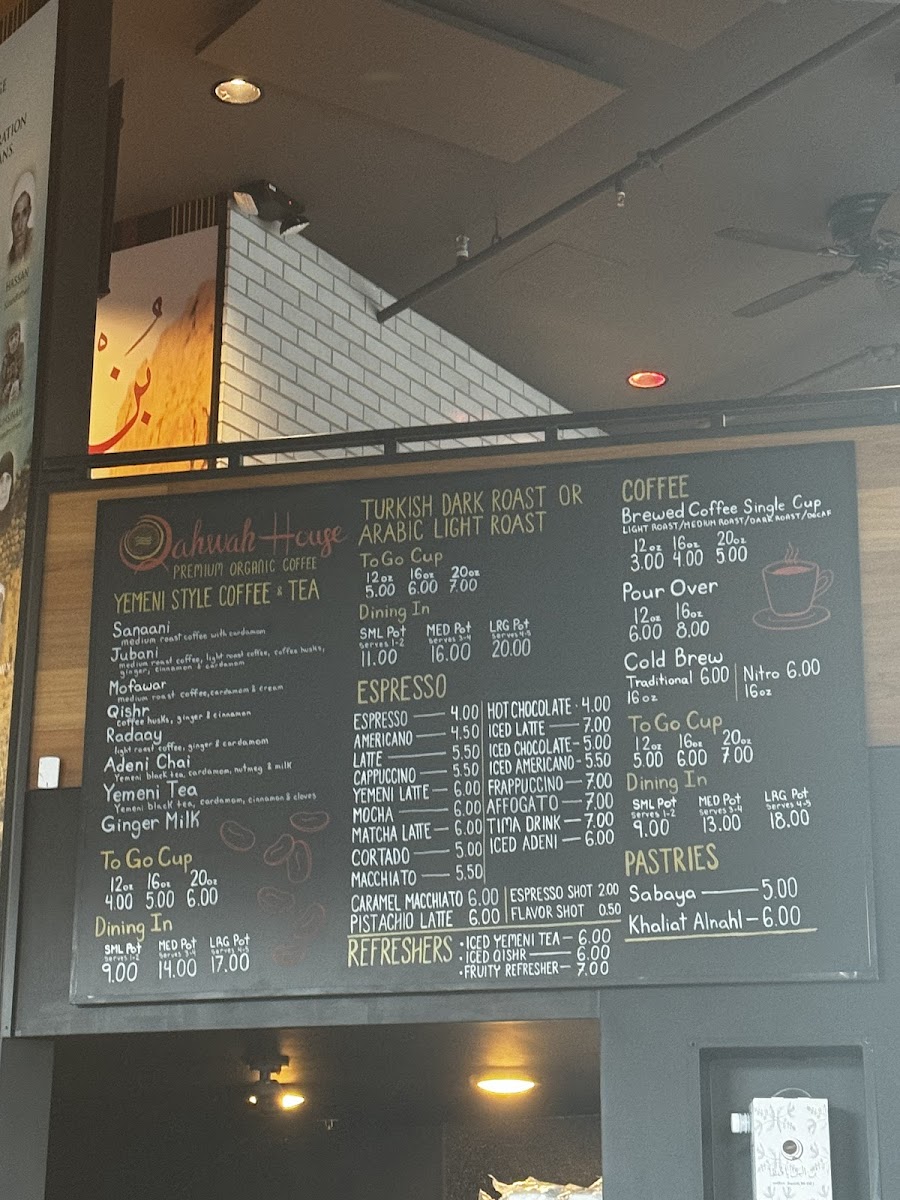 RATION
ANS
HASSAN
بُنّ
Qahwah House
PREMIUM ORGANIC COFFEE
YEMENI STYLE COFFEE & TEA
Sanaani
medium roast coffee with cardamom
Jubani
medium roast coffee, light roast coffee, coffee husks,
ginger, cinnamon & cardamom
Mofawar
medium roast coffee, cardamom & cream
Qishr
coffee husks, ginger & cinnamon
Radaay
light roast coffee, ginger & cardamom
Adeni Chai
Yemeni black tea, cardamom, nutmeg & milk
Yemeni Tea
Yemeni black tea, cardamom, cinnamon & cloves
Ginger Milk
To Go Cup
12oz 16oz 20oz
4.00 5.00 6.00
Dining In
SML Pot MED Pot LRG Pot
serves 1-2 serves 3-4 serves 4-5
9.00 14.00 17.00
TURKISH DARK ROAST OR
ARABIC LIGHT ROAST
To Go Cup
12oz 16oz 20oz
5.00 6.00 7.00
Dining In
SML Pot MED Pot LRG Pot
serves 1-2 serves 3-4 serves 4-5
11.00 16.00 20.00
ESPRESSO
ESPRESSO 4.00
AMERICANO 4.50
LATTE 5.50
CAPPUCCINO 5.50
YEMENI LATTE 6.00
MOCHA 6.00
MATCHA LATTE 6.00
CORTADO 5.00
MACCHIATO 5.50
HOT CHOCOLATE 4.00
ICED LATTE 7.00
ICED CHOCOLATE 5.00
ICED AMERICANO 5.50
FRAPPUCCINO 7.00
AFFOGATO 7.00
TIMA DRINK 7.00
ICED ADENI 6.00
CARAMEL MACCHIATO 6.00
PISTACHIO LATTE 6.00
ESPRESSO SHOT 2.00
FLAVOR SHOT 0.50
REFRESHERS
• ICED YEMENI TEA 6.00
• ICED QISHR 6.00
• FRUITY REFRESHER 7.00
COFFEE
Brewed Coffee Single Cup
LIGHT ROAST/MEDIUM ROAST/DARK ROAST/DECAF
12oz 16oz 20oz
3.00 4.00 5.00
Pour Over
12oz 16oz
6.00 8.00
Cold Brew
Traditional 6.00
16oz
Nitro 6.00
16oz
To Go Cup
12oz 16oz 20oz
5.00 6.00 7.00
Dining In
SML Pot MED Pot LRG Pot
serves 1-2 serves 3-4 serves 4-5
9.00 13.00 18.00
PASTRIES
Sabaya 5.00
Khaliat Alnahl 6.00